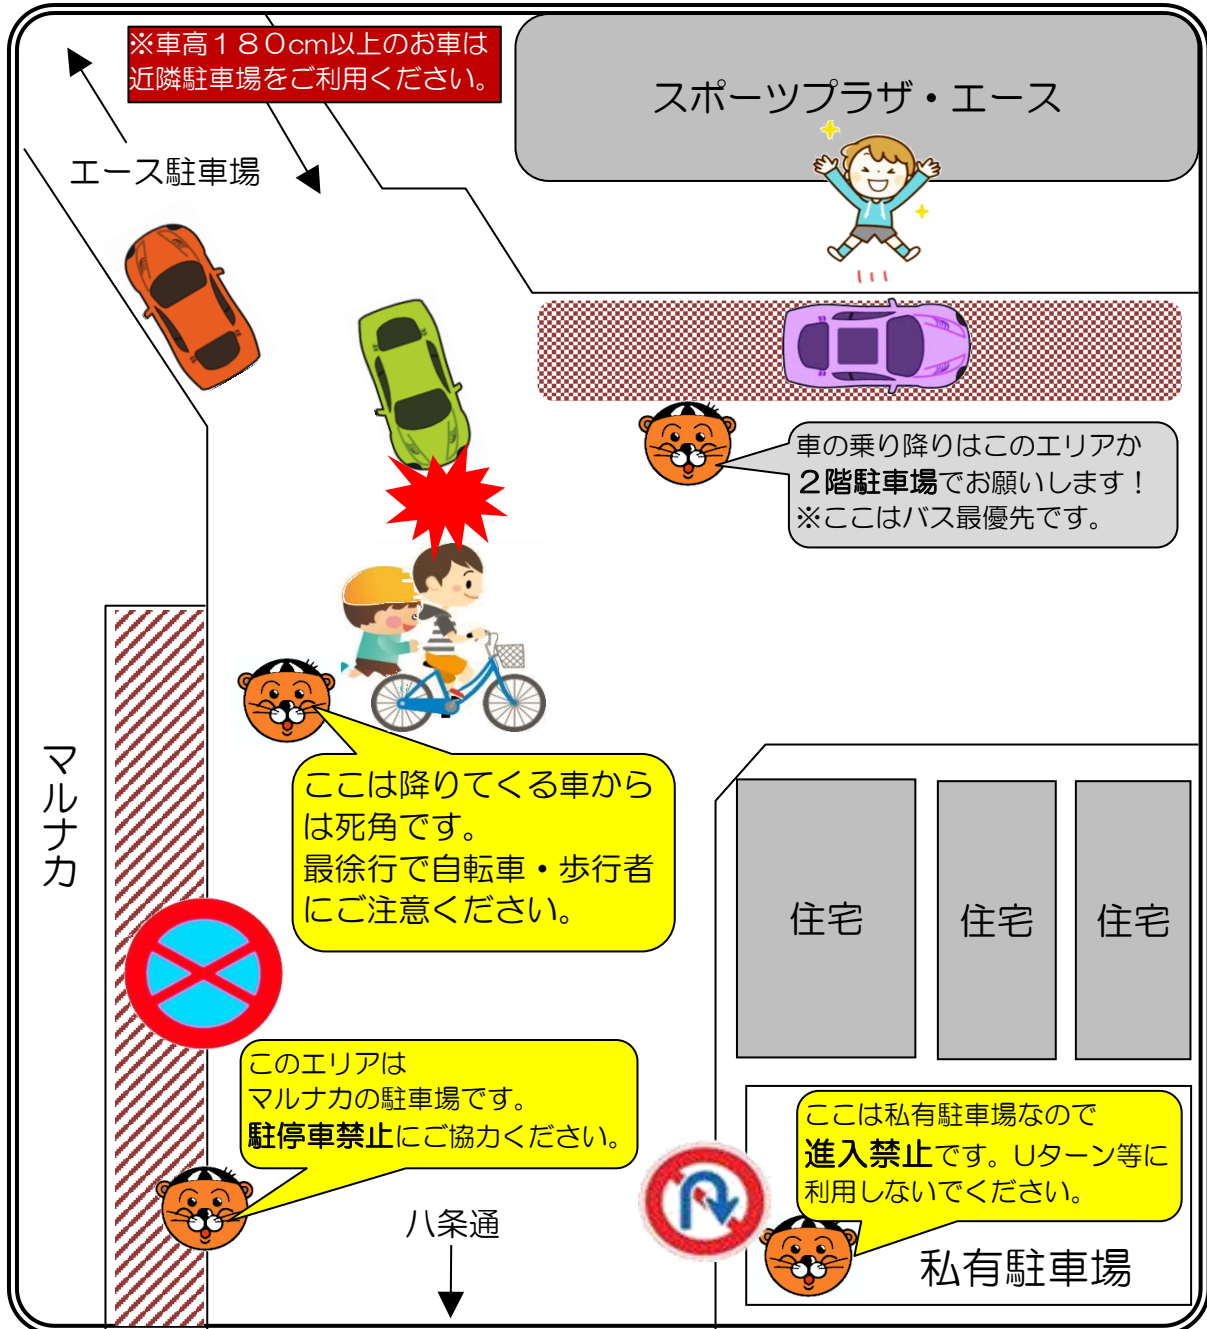 ※車高１８０cm以上のお車は
近隣駐車場をご利用ください。
スポーツプラザ・エース
エース駐車場
車の乗り降りはこのエリアか
２階駐車場でお願いします！
※ここはバス最優先です。
マルナカ
ここは降りてくる車から
は死角です。
最徐行で自転車・歩行者
にご注意ください。
住宅
住宅
住宅
このエリアは
マルナカの駐車場です。
駐停車禁止にご協力ください。
ここは私有駐車場なので
進入禁止です。Uターン等に
利用しないでください。
八条通
私有駐車場